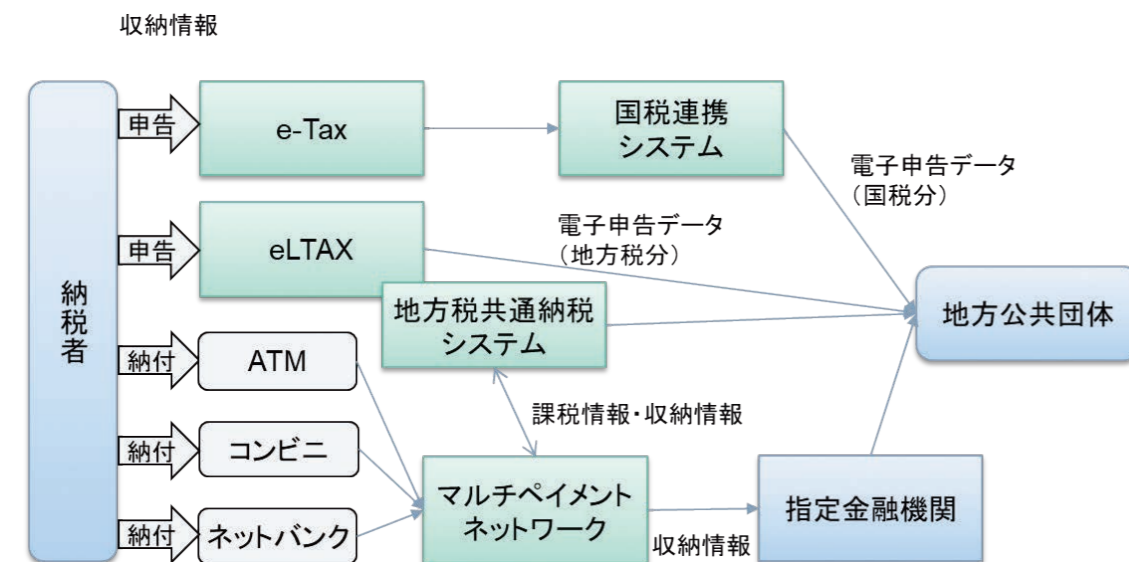 収納情報
申告
e-Tax
国税連携
システム
電子申告データ
（国税分）
申告
eLTAX
電子申告データ
（地方税分）
納税者
地方税共通納税
システム
地方公共団体
納付
ATM
課税情報・収納情報
納付
コンビニ
マルチペイメント
ネットワーク
指定金融機関
納付
ネットバンク
収納情報